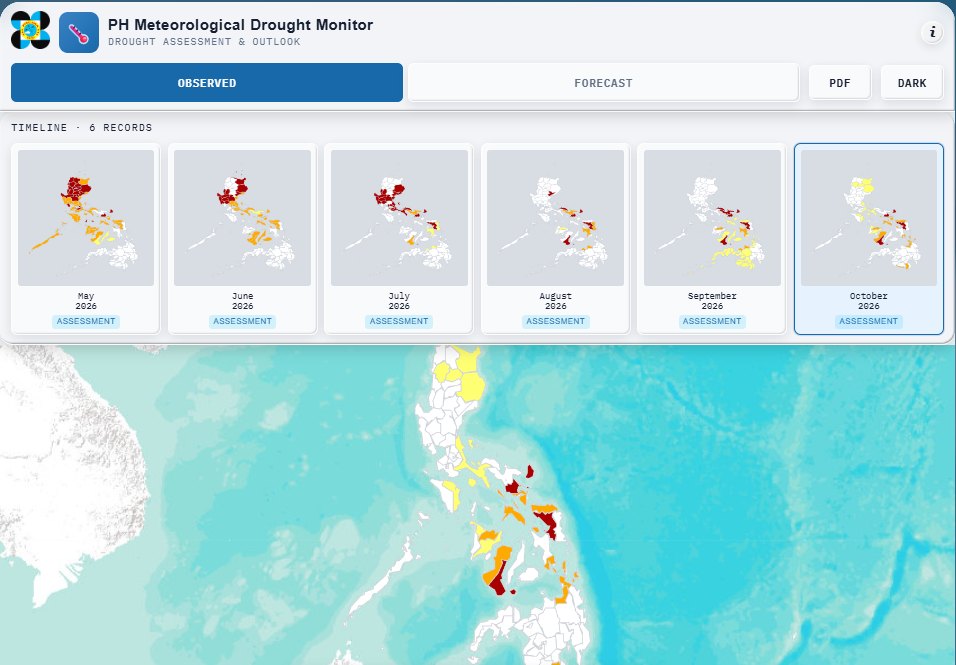 PH Meteorological Drought Monitor
DROUGHT ASSESSMENT & OUTLOOK
i
OBSERVED
FORECAST
PDF
DARK
TIMELINE · 6 RECORDS
May
2026
ASSESSMENT
June
2026
ASSESSMENT
July
2026
ASSESSMENT
August
2026
ASSESSMENT
September
2026
ASSESSMENT
October
2026
ASSESSMENT